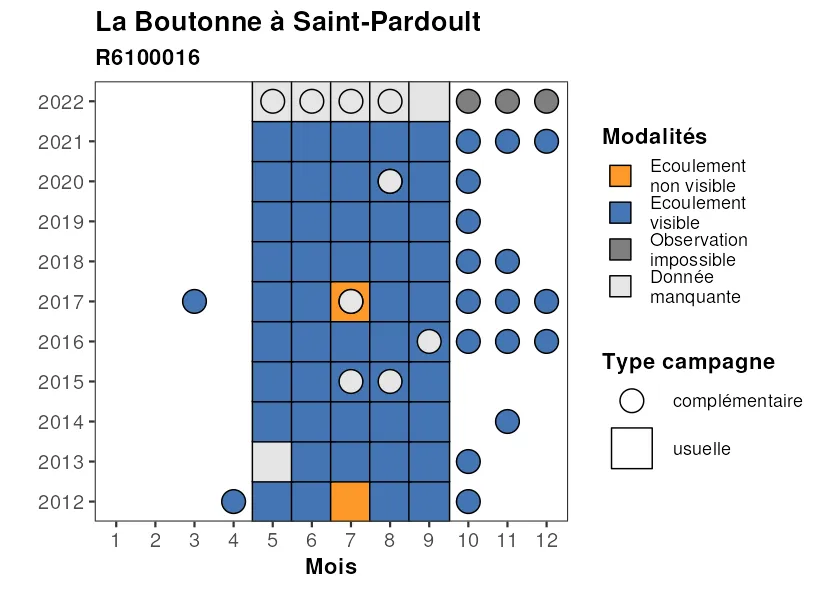 La Boutonne à Saint-Pardoult
R6100016
2022
2021
2020
2019
2018
2017
2016
2015
2014
2013
2012
1 2 3 4 5 6 7 8 9 10 11 12
Mois
Modalités
Ecoulement
non visible
Ecoulement
visible
Observation
impossible
Donnée
manquante
Type campagne
complémentaire
usuelle